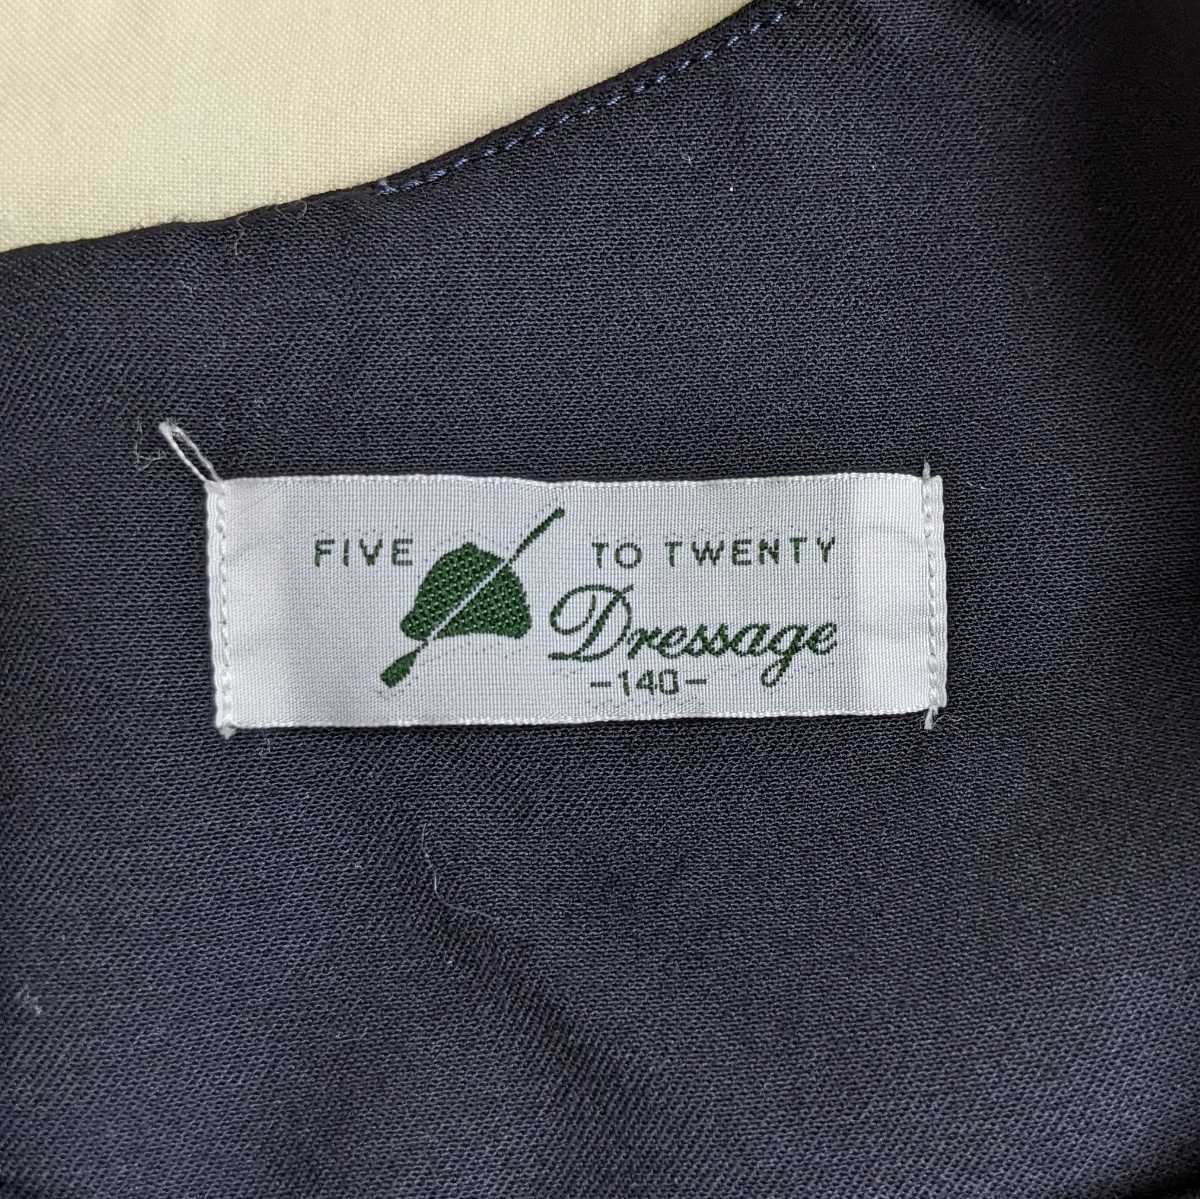 FIVE TO TWENTY
Dressage
-140-